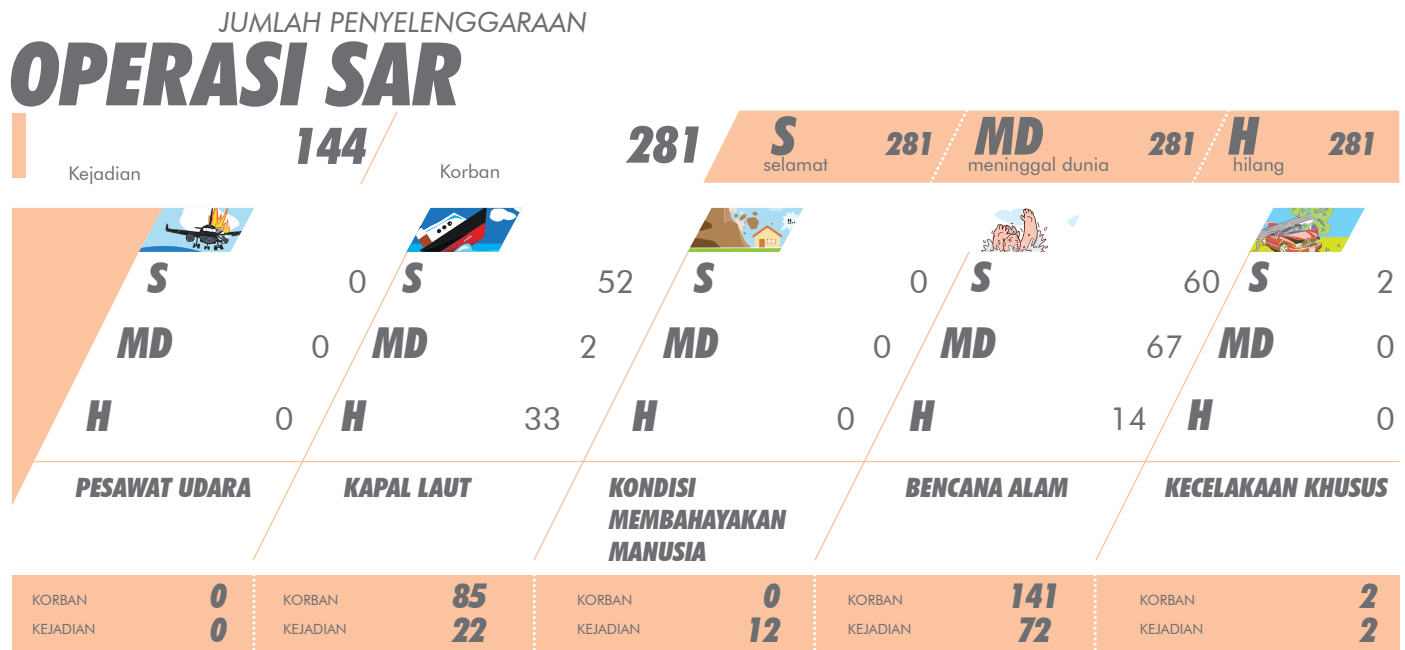 JUMLAH PENYELENGGARAAN
OPERASI SAR
144
Kejadian
281
Korban
S
selamat
281
MD
meninggal dunia
281
H
hilang
281
!!..
S 0 S 52 S 0 S 60 S 2
MD 0 MD 2 MD 0 MD 67 MD 0
H 0 H 33 H 0 H 14 H 0
PESAWAT UDARA
KAPAL LAUT
KONDISI
MEMBAHAYAKAN
MANUSIA
BENCANA ALAM
KECELAKAAN KHUSUS
KORBAN 0 KORBAN 85 KORBAN 0 KORBAN 141 KORBAN 2
KEJADIAN 0 KEJADIAN 22 KEJADIAN 12 KEJADIAN 72 KEJADIAN 2